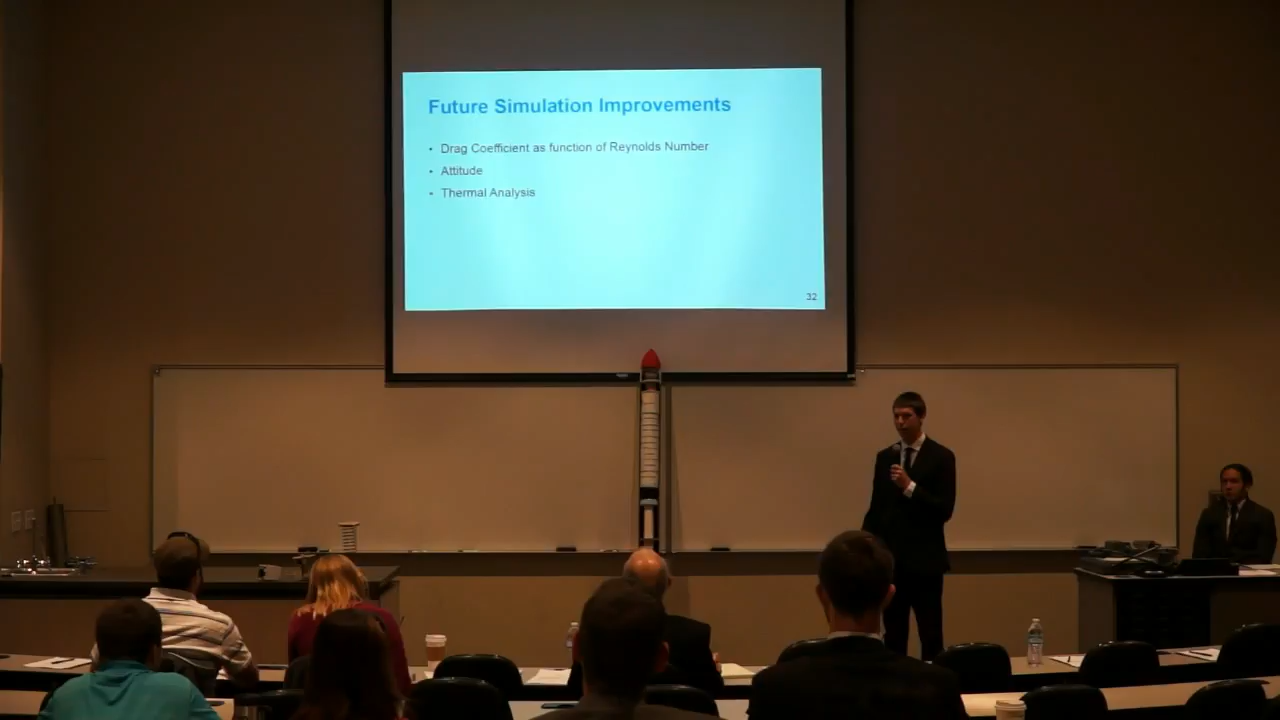 Future Simulation Improvements
• Drag Coefficient as function of Reynolds Number
• Attitude
• Thermal Analysis
32